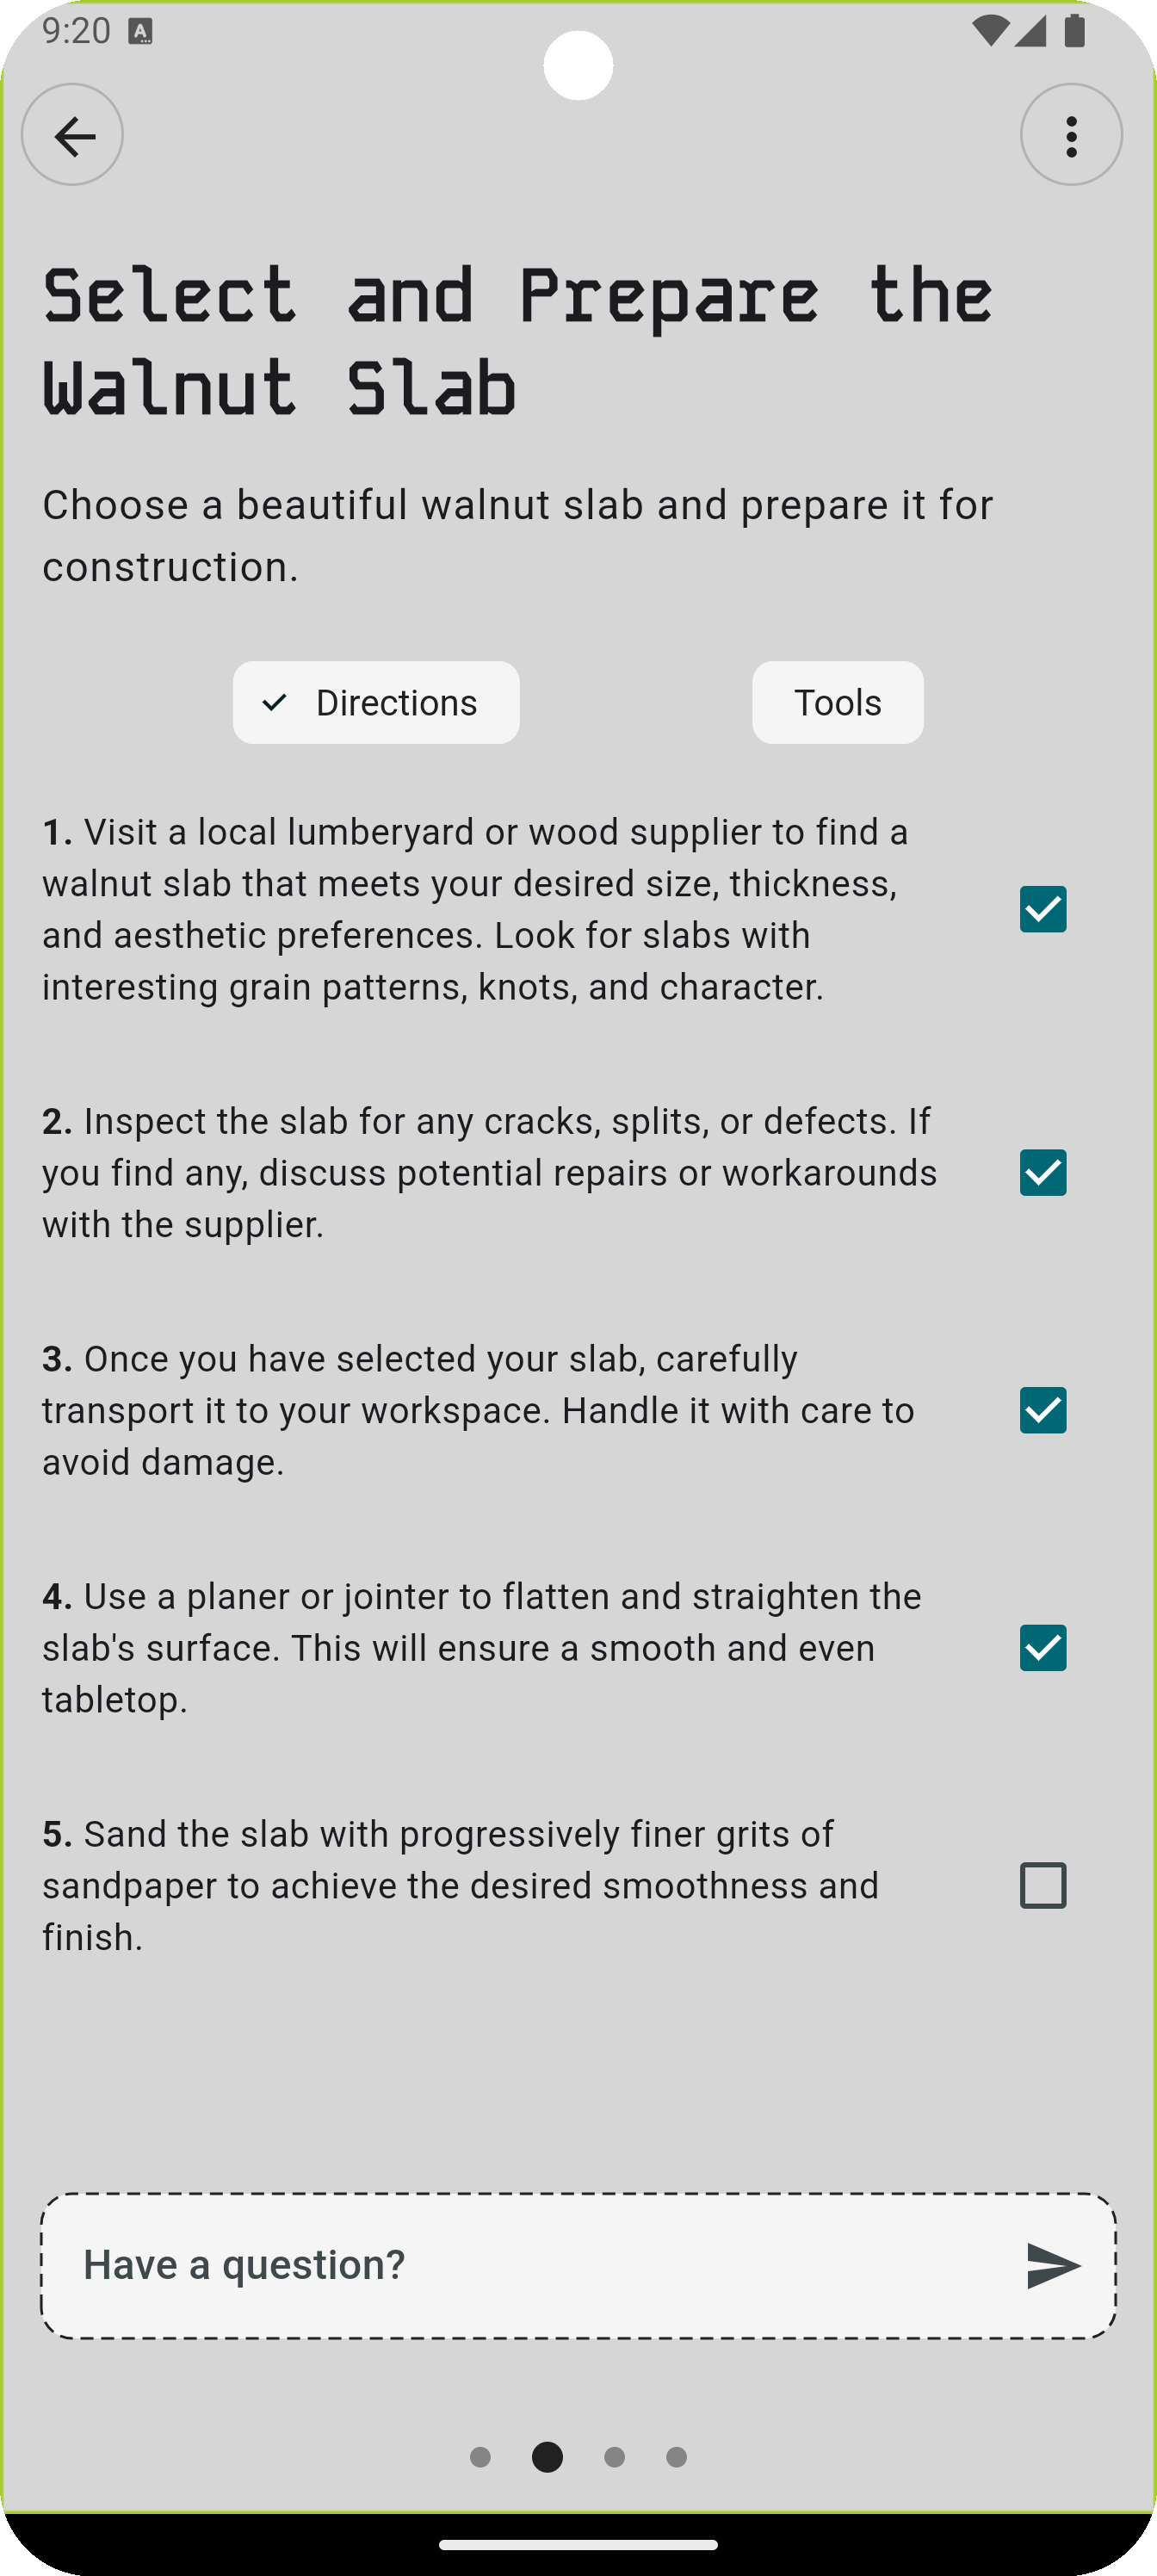 9:20
A
Select and Prepare the
Walnut Slab
Choose a beautiful walnut slab and prepare it for
construction.
Directions
Tools
1. Visit a local lumberyard or wood supplier to find a
walnut slab that meets your desired size, thickness,
and aesthetic preferences. Look for slabs with
interesting grain patterns, knots, and character.
2. Inspect the slab for any cracks, splits, or defects. If
you find any, discuss potential repairs or workarounds
with the supplier.
3. Once you have selected your slab, carefully
transport it to your workspace. Handle it with care to
avoid damage.
4. Use a planer or jointer to flatten and straighten the
slab's surface. This will ensure a smooth and even
tabletop.
5. Sand the slab with progressively finer grits of
sandpaper to achieve the desired smoothness and
finish.
Have a question?